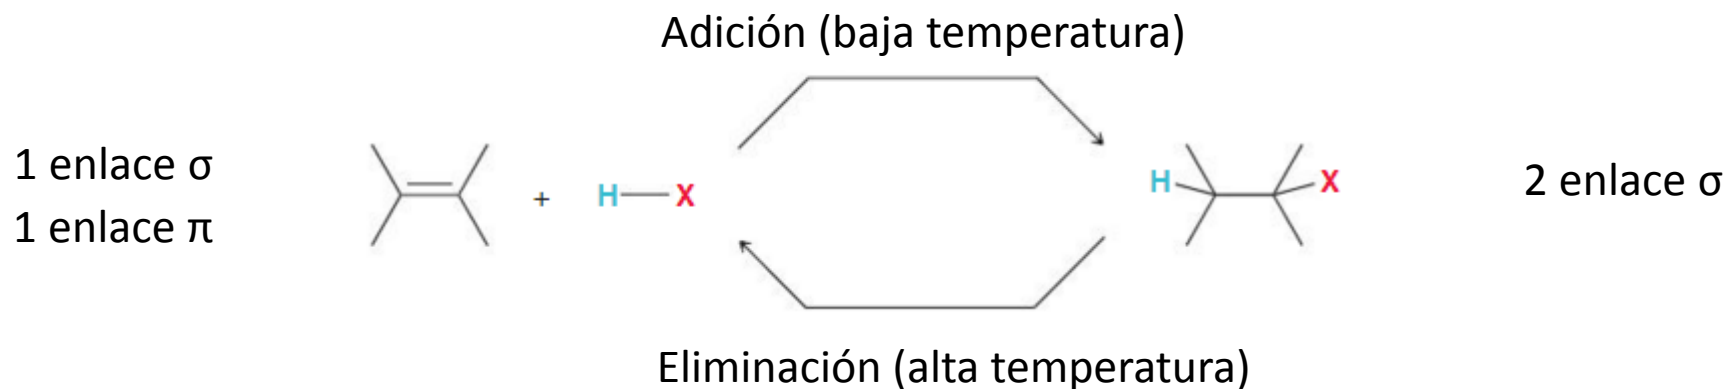 Adición (baja temperatura)
1 enlace σ
1 enlace π
+
H X
H X
2 enlace σ
Eliminación (alta temperatura)